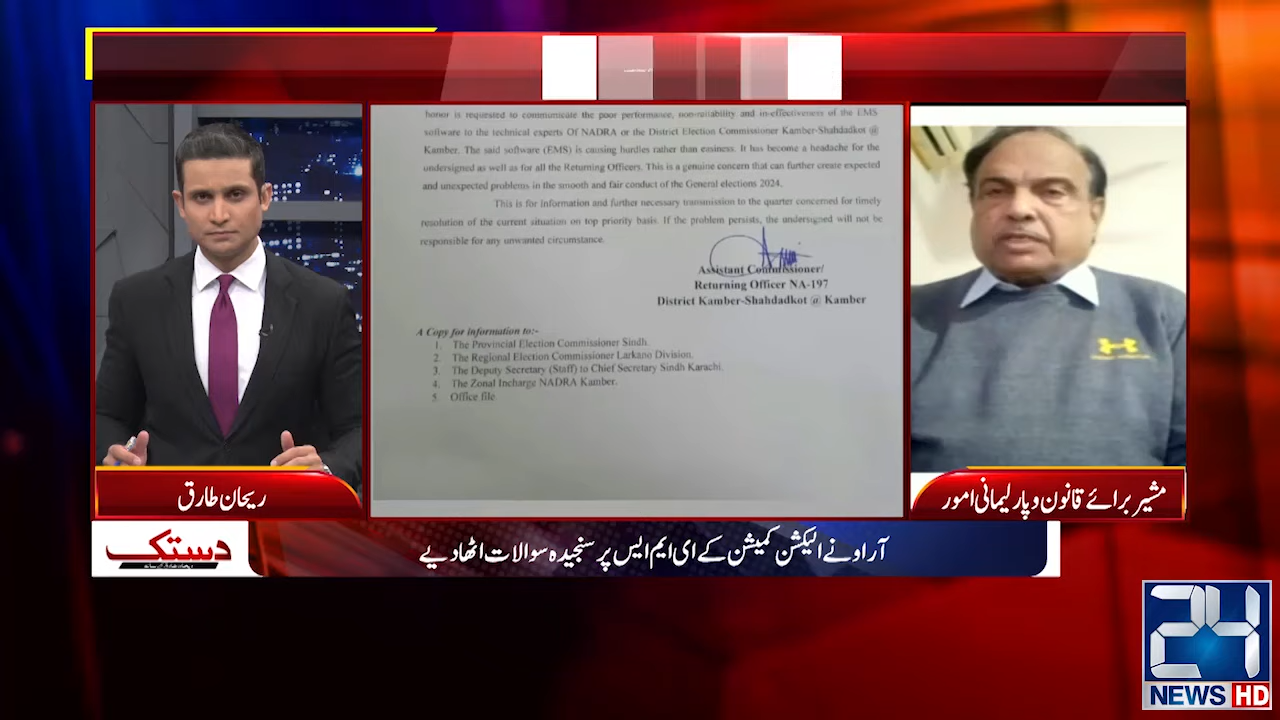 honor is requested to communicate the poor performance, non-suitability and in-effectiveness of the EMS
software to the technical experts Of NADRA or the District Election Commissioner Kamber-Shahdadkot @
Kamber. The said software (EMS) is causing hurdles rather than easiness. It has become a headache for the
undersigned as well as for all the Returning Officers. This is a genuine concern that can further create expected
and unexpected problems in the smooth and fair conduct of the General elections 2024.
This is for information and further necessary transmission to the quarter concerned for timely
resolution of the current situation on top priority basis. If the problem persists, the undersigned will not be
responsible for any unwanted circumstance.
Assistant Commissioner/
Returning Officer NA-197
District Kamber-Shahdadkot @ Kamber
A Copy for information to:-
1. The Provincial Election Commissioner Sindh.
2. The Regional Election Commissioner Larkano Division.
3. The Deputy Secretary (Staff) to Chief Secretary Sindh Karachi.
4. The Zonal Incharge NADRA Kamber.
5. Office file.
ریحان طارق
مشیر برائے قانون و پارلیمانی امور
دستک
آر او نے الیکشن کمیشن کے ای ایم ایس پر سنجیدہ سوالات اٹھا دیے
24
NEWS HD